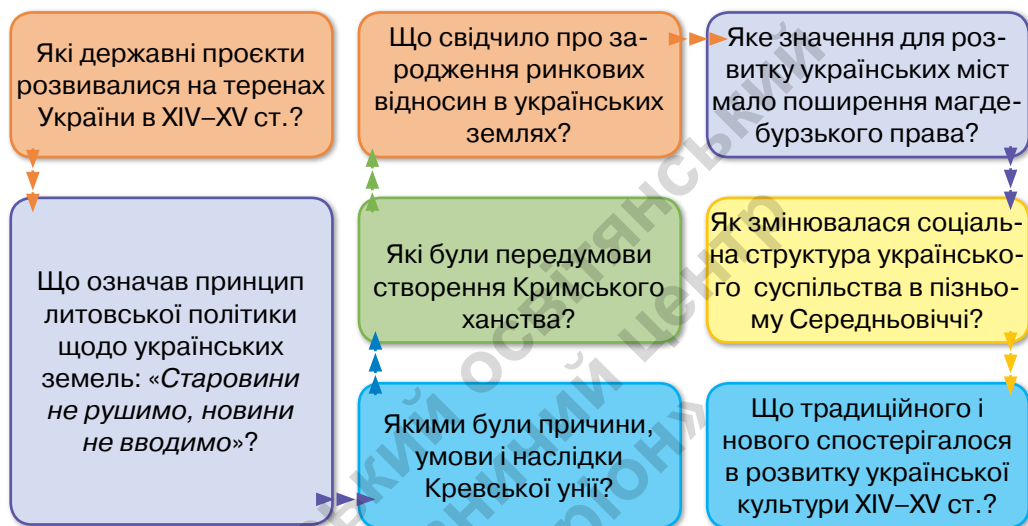 Які державні проєкти
розвивалися на теренах
України в XIV–XV ст.?
Що означав принцип
литовської політики
щодо українських
земель: «Старовини
не рушимо, новини
не вводимо»?
Якими були причини,
умови і наслідки
Кревської унії?
Які були передумови
створення Кримського
ханства?
Що свідчило про за-
родження ринкових
відносин в українських
землях?
Яке значення для роз-
витку українських міст
мало поширення магде-
бурзького права?
Як змінювалася соціаль-
на структура українсько-
го суспільства в пізньо-
му Середньовіччі?
Що традиційного і
нового спостерігалося
в розвитку української
культури XIV–XV ст.?